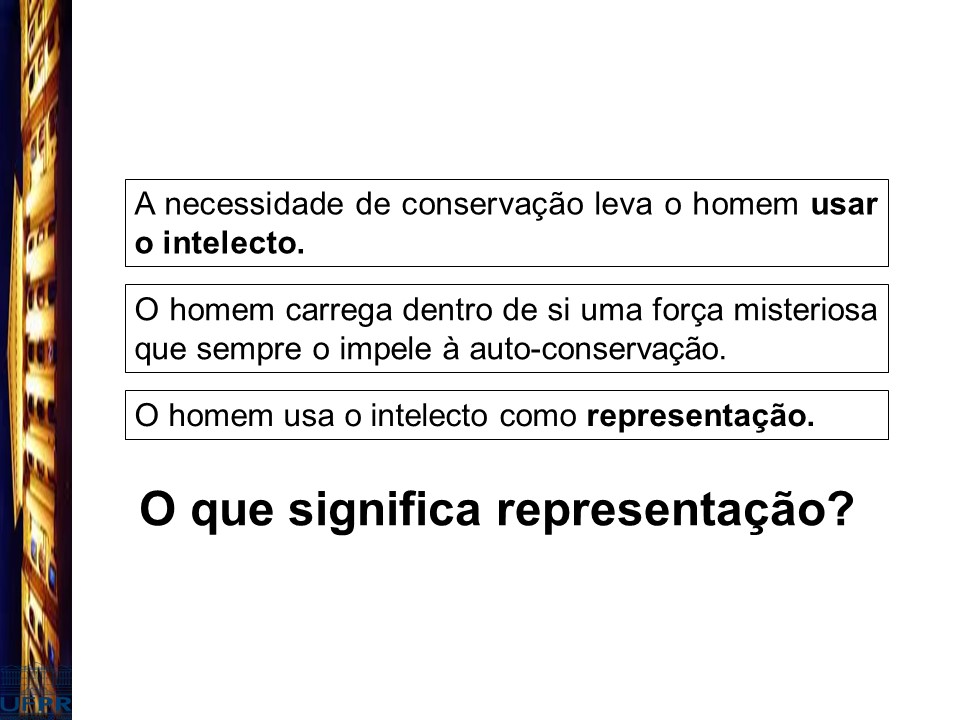 A necessidade de conservação leva o homem usar
o intelecto.
O homem carrega dentro de si uma força misteriosa
que sempre o impele à auto-conservação.
O homem usa o intelecto como representação.
O que significa representação?
UFPR